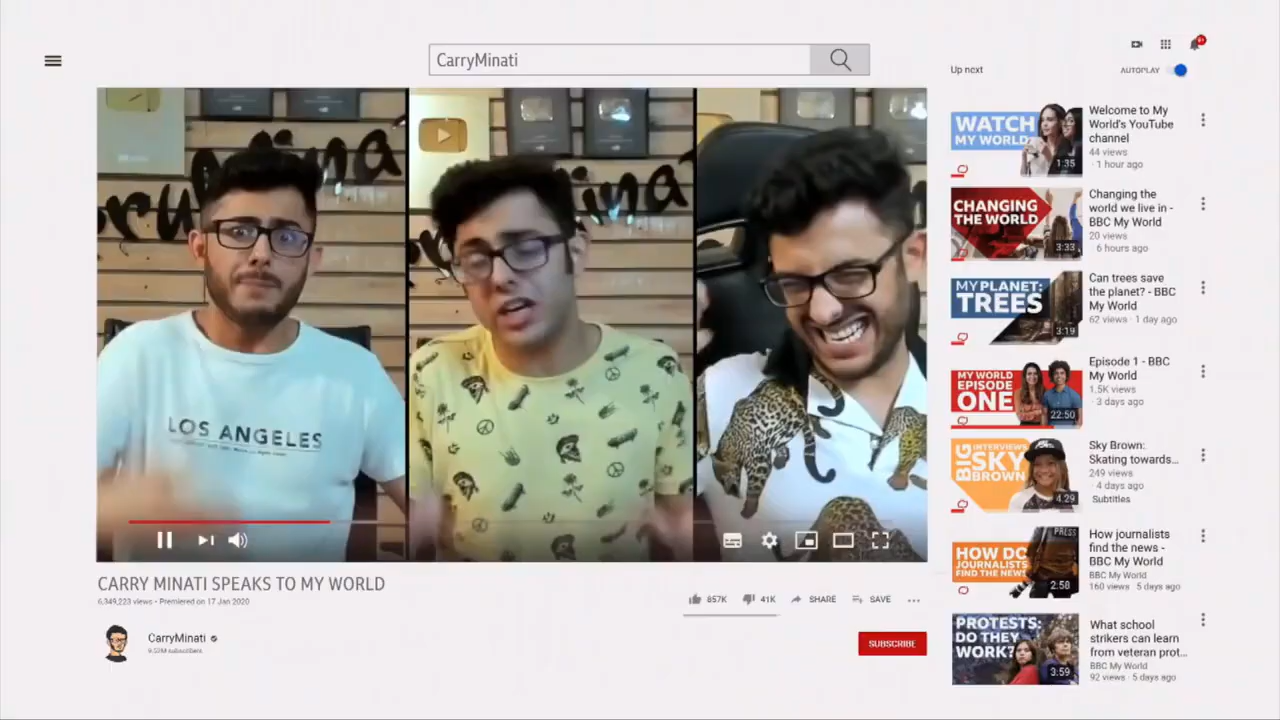 CarryMinati
9+
Up next
AUTOPLAY
LOS ANGELES
CARRY MINATI SPEAKS TO MY WORLD
6,349,223 views • Premiered on 17 Jan 2020
857K
41K
SHARE
SAVE
CarryMinati
subscribers
SUBSCRIBE
WATCH
MY WORLD
1:35
Welcome to My
World's YouTube
channel
44 views
· 1 hour ago
CHANGING
THE WORLD
3:33
Changing the
world we live in -
BBC My World
20 views
· 6 hours ago
MY PLANET:
TREES
3:19
Can trees save
the planet? - BBC
My World
62 views · 1 day ago
MY WORLD
EPISODE
ONE
22:50
Episode 1 - BBC
My World
1.5K views
· 3 days ago
BIG
INTERVIEWS
SKY
BROWN
4:29
Sky Brown:
Skating towards...
249 views
· 4 days ago
Subtitles
HOW DO
JOURNALISTS
FIND THE NEWS
PRESS
2:58
How journalists
find the news -
BBC My World
BBC My World
160 views · 5 days ago
PROTESTS:
DO THEY
WORK?
3:59
What school
strikers can learn
from veteran prot...
BBC My World
92 views · 5 days ago